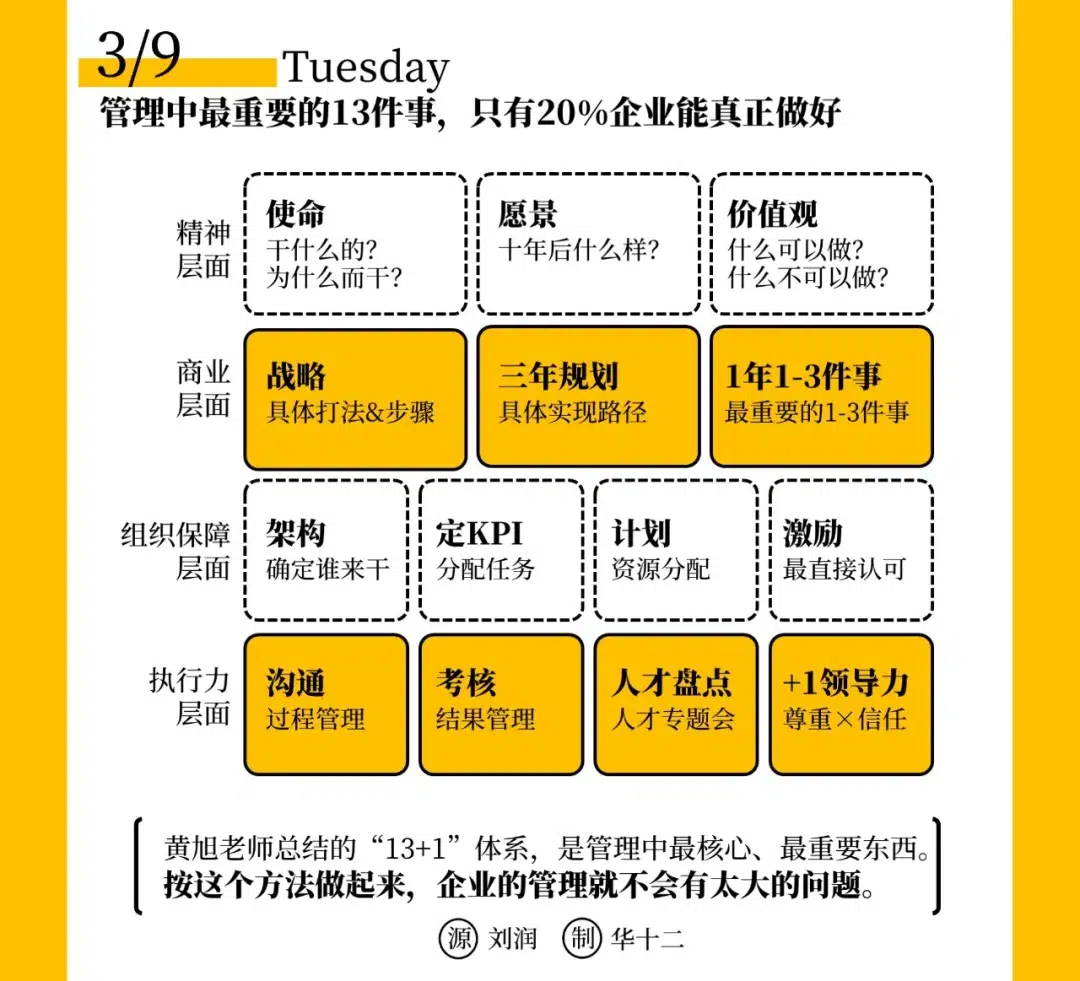 3/9 Tuesday
管理中最重要的13件事，只有20%企业能真正做好
精神
层面
使命
干什么的?
为什么而干?
愿景
十年后什么样?
价值观
什么可以做?
什么不可以做?
商业
层面
战略
具体打法&步骤
三年规划
具体实现路径
1年1-3件事
最重要的1-3件事
组织保障
层面
架构
确定谁来干
定KPI
分配任务
计划
资源分配
激励
最直接认可
执行力
层面
沟通
过程管理
考核
结果管理
人才盘点
人才专题会
+1领导力
尊重×信任
黄旭老师总结的“13+1”体系，是管理中最核心、最重要东西。
按这个方法做起来，企业的管理就不会有太大的问题。
源 刘润 制 华十二